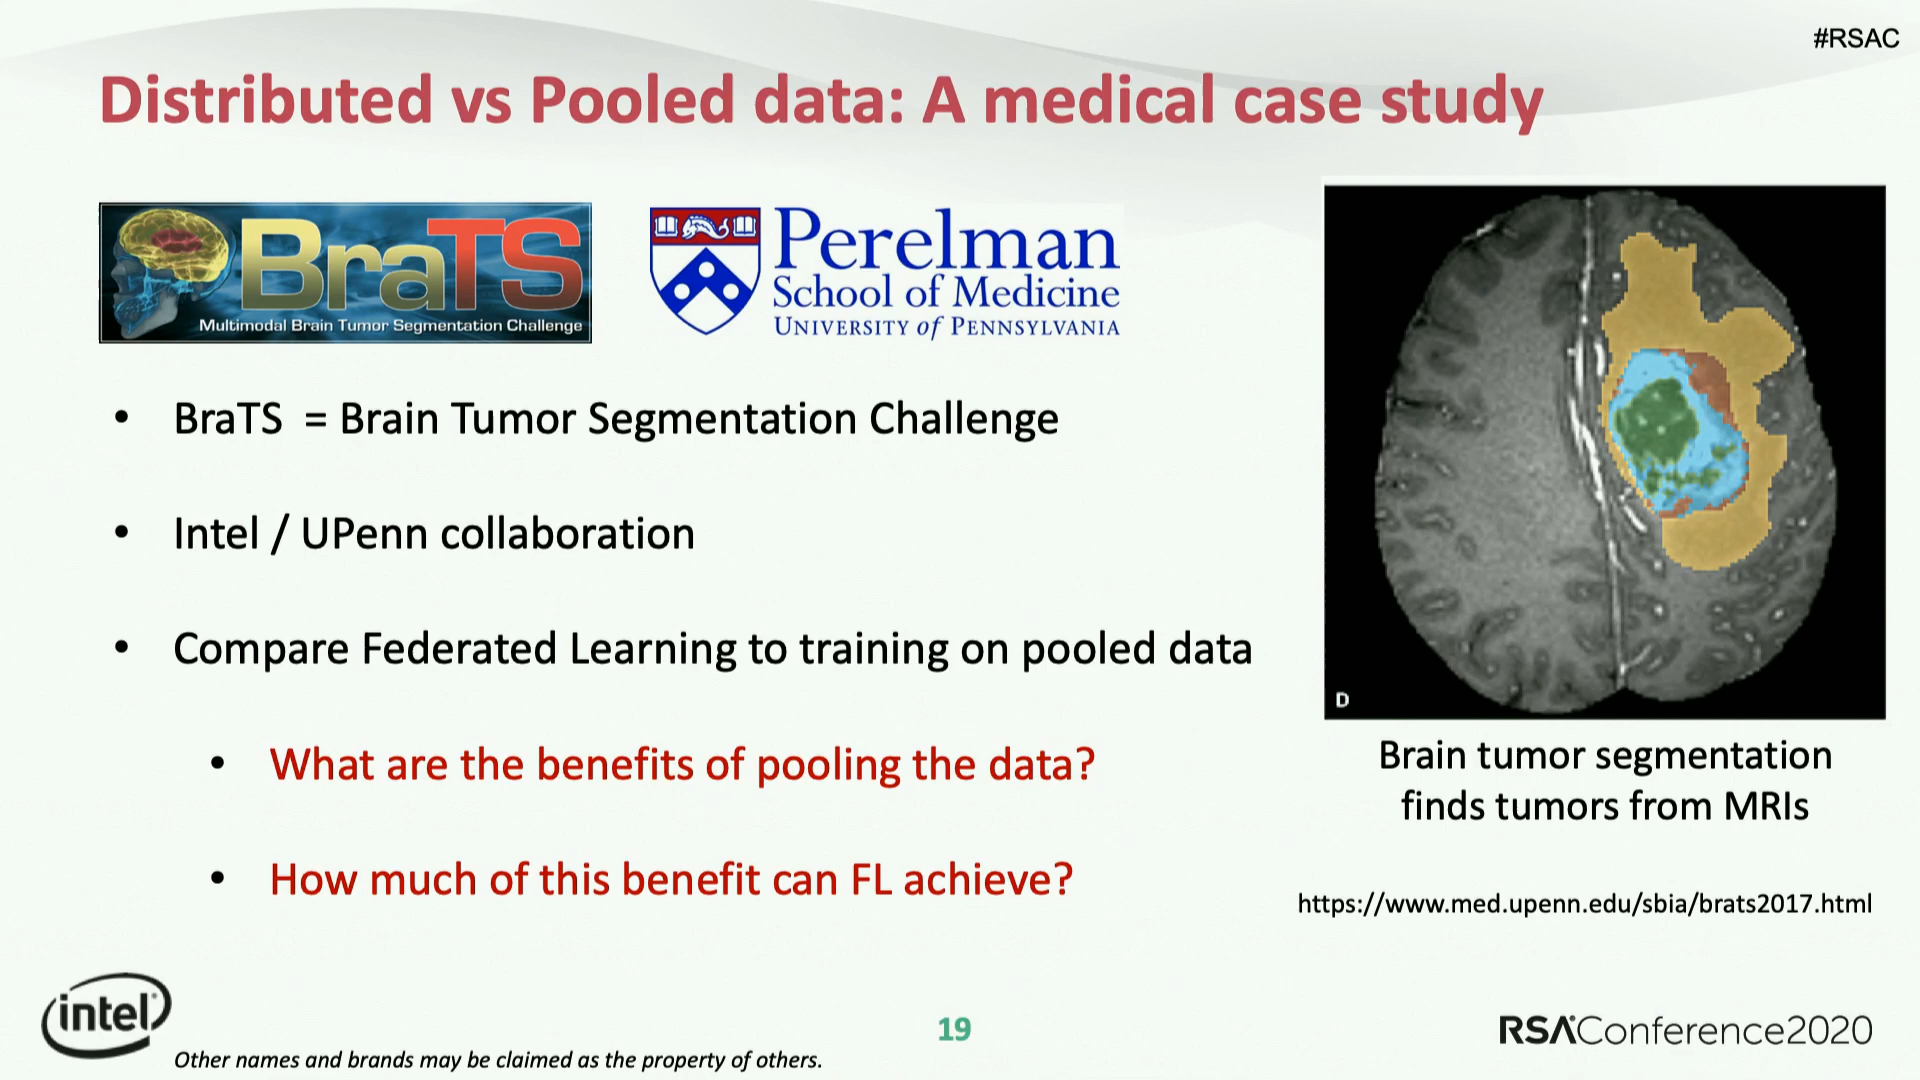 #RSAC
Distributed vs Pooled data: A medical case study
BraTS
Multimodal Brain Tumor Segmentation Challenge
Perelman
School of Medicine
University of Pennsylvania
• BraTS = Brain Tumor Segmentation Challenge
• Intel / UPenn collaboration
• Compare Federated Learning to training on pooled data
• What are the benefits of pooling the data?
• How much of this benefit can FL achieve?
D
Brain tumor segmentation
finds tumors from MRIs
https://www.med.upenn.edu/sbia/brats2017.html
intel
Other names and brands may be claimed as the property of others.
19
RSAConference2020